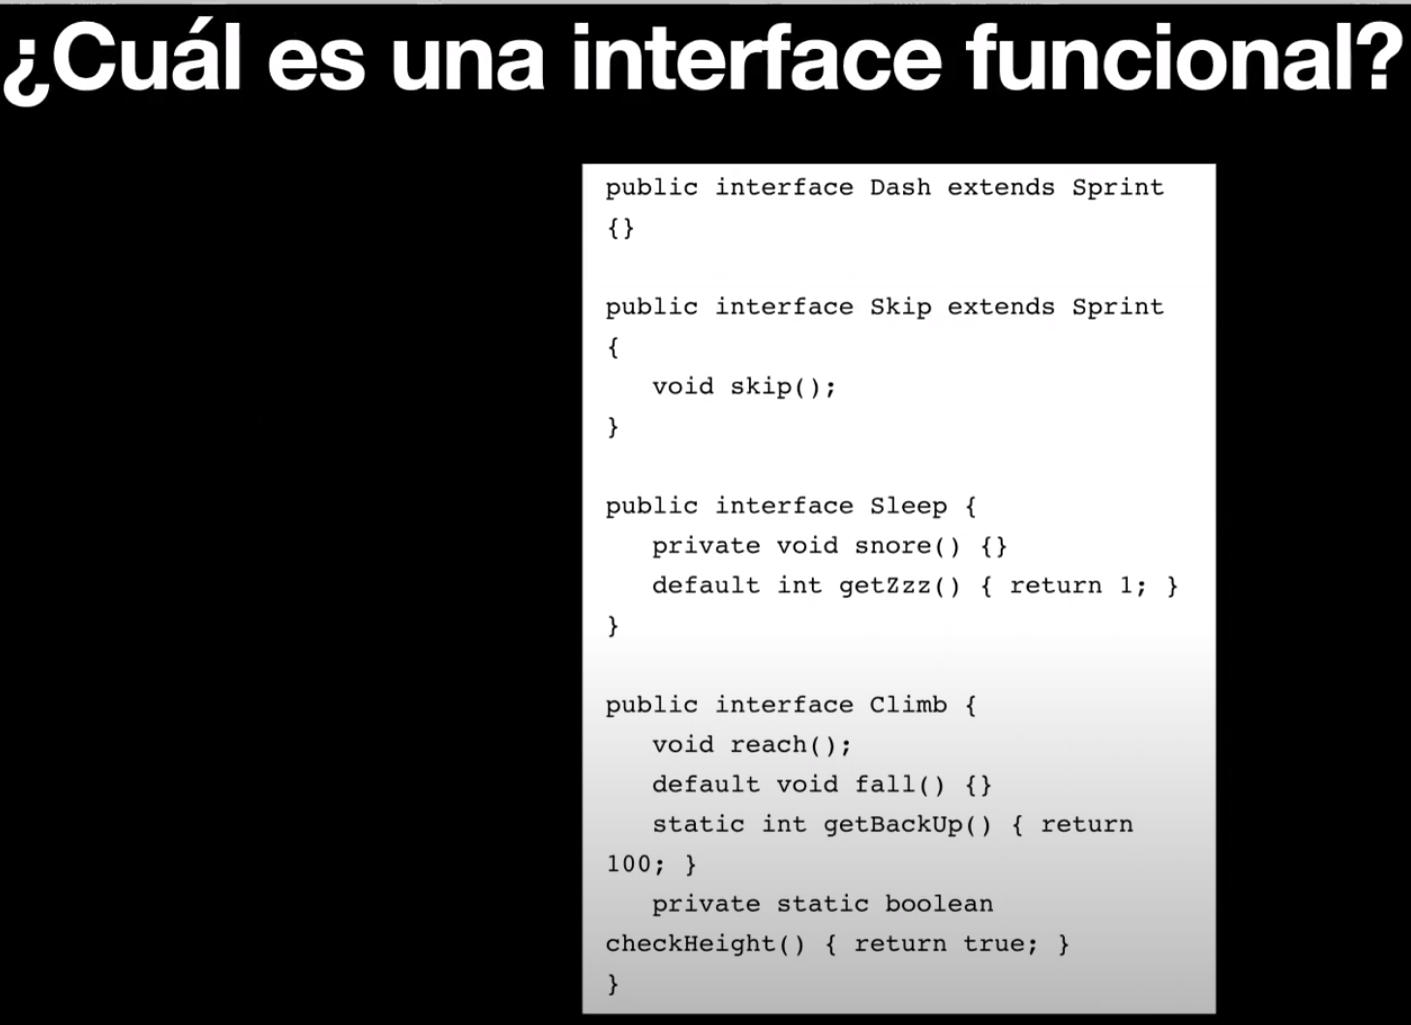 ¿Cuál es una interface funcional?
public interface Dash extends Sprint
{}
public interface Skip extends Sprint
{
void skip();
}
public interface Sleep {
private void snore() {}
default int getZzz() { return 1; }
}
public interface Climb {
void reach();
default void fall() {}
static int getBackUp() { return
100; }
private static boolean
checkHeight() { return true; }
}